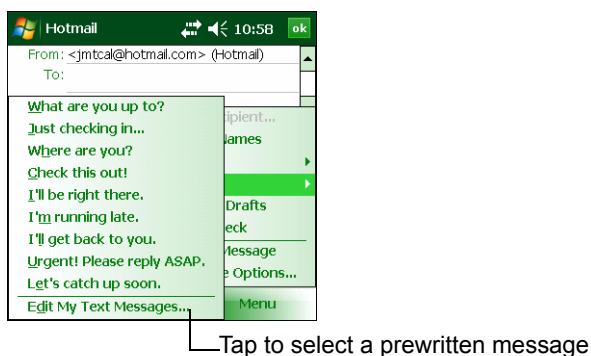 Hotmail 10:58 ok
From: <jmtcal@hotmail.com> (Hotmail)
To:
What are you up to?
Just checking in...
Where are you?
Check this out!
I'll be right there.
I'm running late.
I'll get back to you.
Urgent! Please reply ASAP.
Let's catch up soon.
Edit My Text Messages...
cipient...
Names
Drafts
eck
Message
e Options...
Menu
Tap to select a prewritten message